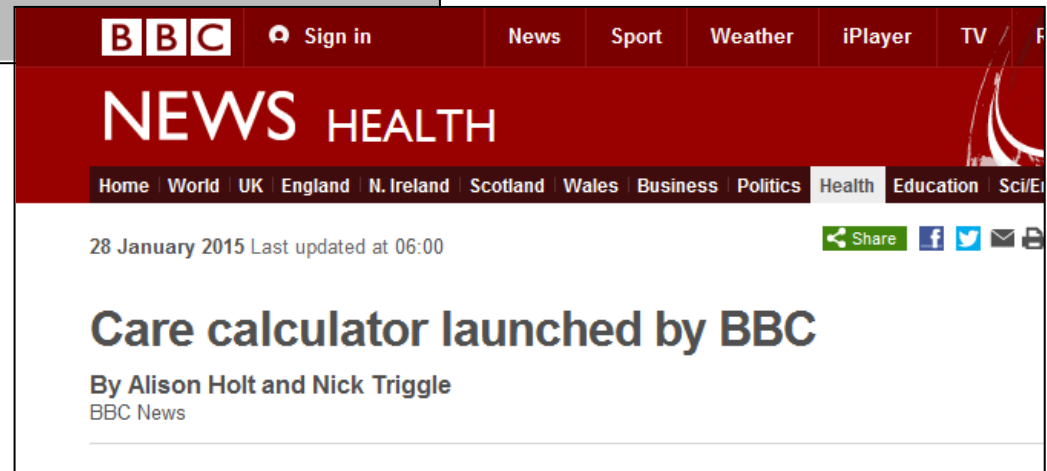 BBC Sign in News Sport Weather iPlayer TV
NEWS HEALTH
Home World UK England N. Ireland Scotland Wales Business Politics Health Education
28 January 2015 Last updated at 06:00 Share
Care calculator launched by BBC
By Alison Holt and Nick Triggle
BBC News